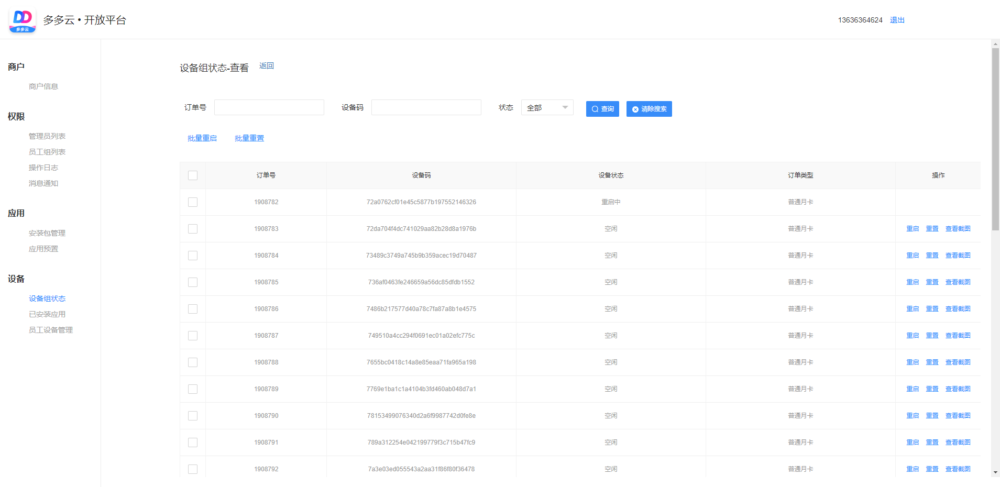 DD
多多云
多多云 • 开放平台
13636364624 退出
商户
商户信息
权限
管理员列表
员工组列表
操作日志
消息通知
应用
安装包管理
应用预置
设备
设备组状态
已安装应用
员工设备管理
设备组状态-查看 返回
订单号 设备码 状态 全部 查询 清除搜索
批量重启 批量重置
订单号 设备码 设备状态 订单类型 操作
1908782 72a0762cf01e45c5877b197552146326 重启中 普通月卡
1908783 72da704f4dc741029aa82b28d8a1976b 空闲 普通月卡 重启 重置 查看截图
1908784 73489c3749a745b9b359acec19d70487 空闲 普通月卡 重启 重置 查看截图
1908785 736af0463fe246659a56dc85dfdb1552 空闲 普通月卡 重启 重置 查看截图
1908786 7486b217577d40a78c7fa87a8b1e4575 空闲 普通月卡 重启 重置 查看截图
1908787 749510a4cc294f0691ec01a02efc775c 空闲 普通月卡 重启 重置 查看截图
1908788 7655bc0418c14a8e85eaa71fa965a198 空闲 普通月卡 重启 重置 查看截图
1908789 7769e1ba1c1a4104b3fd460ab048d7a1 空闲 普通月卡 重启 重置 查看截图
1908790 78153499076340d2a6f9987742d0fe8e 空闲 普通月卡 重启 重置 查看截图
1908791 789a312254e042199779f3c715b47fc9 空闲 普通月卡 重启 重置 查看截图
1908792 7a3e03ed055543a2aa31f86f80f36478 空闲 普通月卡 重启 重置 查看截图